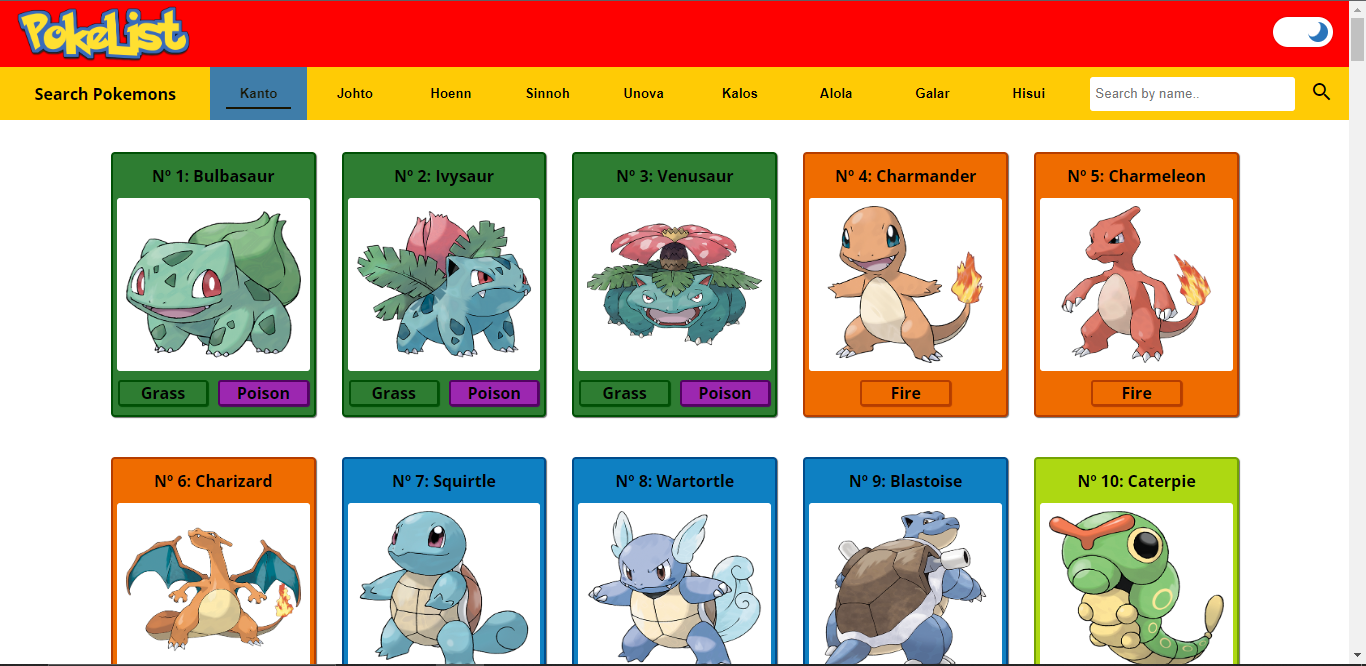 PokeList
Search Pokemons Kanto Johto Hoenn Sinnoh Unova Kalos Alola Galar Hisui Search by name..
Nº 1: Bulbasaur Nº 2: Ivysaur Nº 3: Venusaur Nº 4: Charmander Nº 5: Charmeleon
Grass Poison Grass Poison Grass Poison Fire Fire
Nº 6: Charizard Nº 7: Squirtle Nº 8: Wartortle Nº 9: Blastoise Nº 10: Caterpie